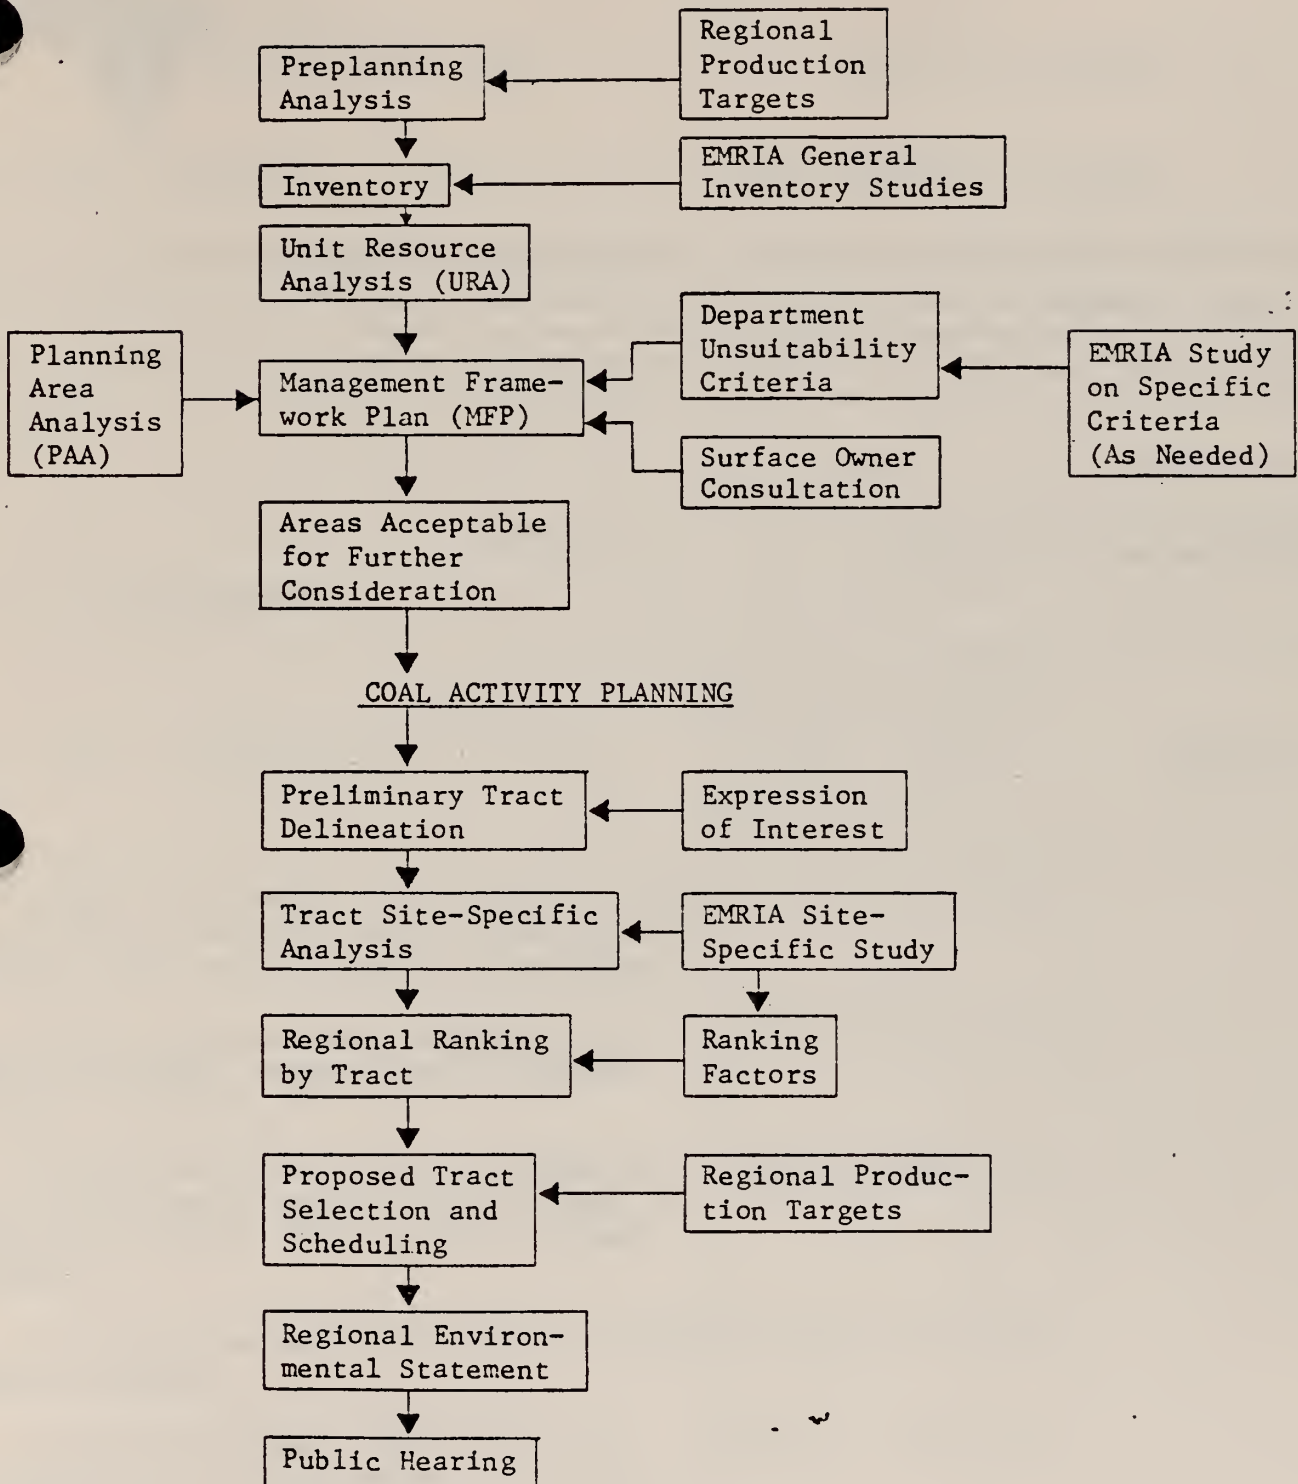 Regional
Production
Targets
Preplanning
Analysis
EMRIA General
Inventory Studies
Inventory
Unit Resource
Analysis (URA)
Department
Unsuitability
Criteria
EMRIA Study
on Specific
Criteria
(As Needed)
Planning
Area
Analysis
(PAA)
Management Frame-
work Plan (MFP)
Surface Owner
Consultation
Areas Acceptable
for Further
Consideration
COAL ACTIVITY PLANNING
Preliminary Tract
Delineation
Expression
of Interest
Tract Site-Specific
Analysis
EMRIA Site-
Specific Study
Regional Ranking
by Tract
Ranking
Factors
Proposed Tract
Selection and
Scheduling
Regional Produc-
tion Targets
Regional Environ-
mental Statement
Public Hearing